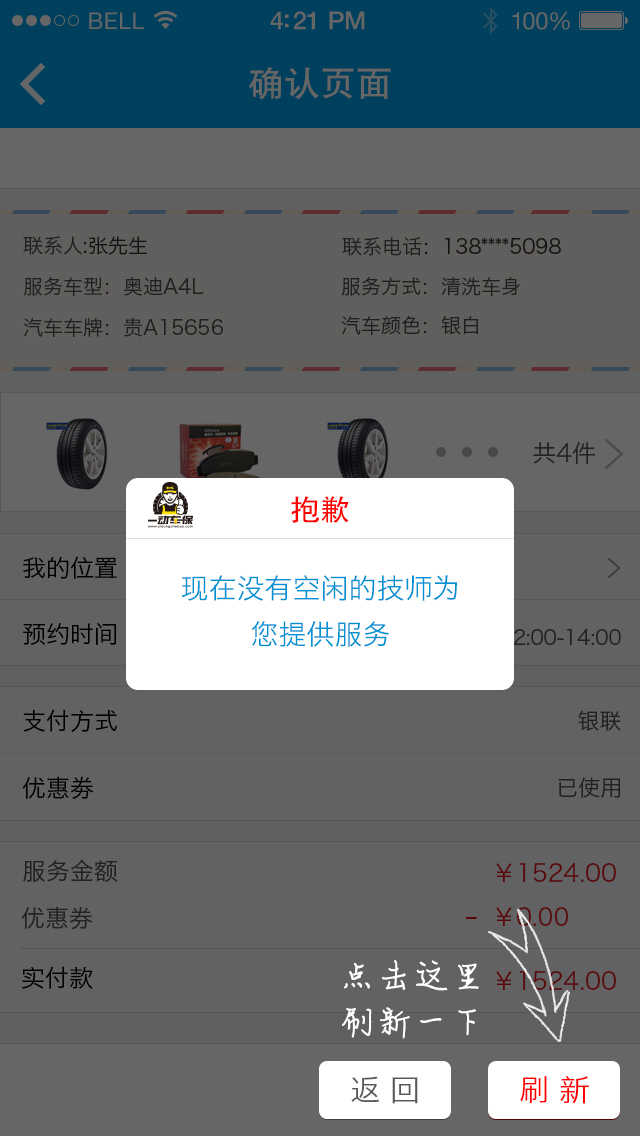 BELL 4:21 PM 100%
确认页面
联系人:张先生 联系电话：138****5098
服务车型：奥迪A4L 服务方式：清洗车身
汽车车牌：贵A15656 汽车颜色：银白
共4件
一动车保
抱歉
现在没有空闲的技师为
您提供服务
我的位置
预约时间 2:00-14:00
支付方式 银联
优惠券 已使用
服务金额 ¥1524.00
优惠券 - ¥0.00
实付款 ¥1524.00
点击这里
刷新一下
返回 刷新